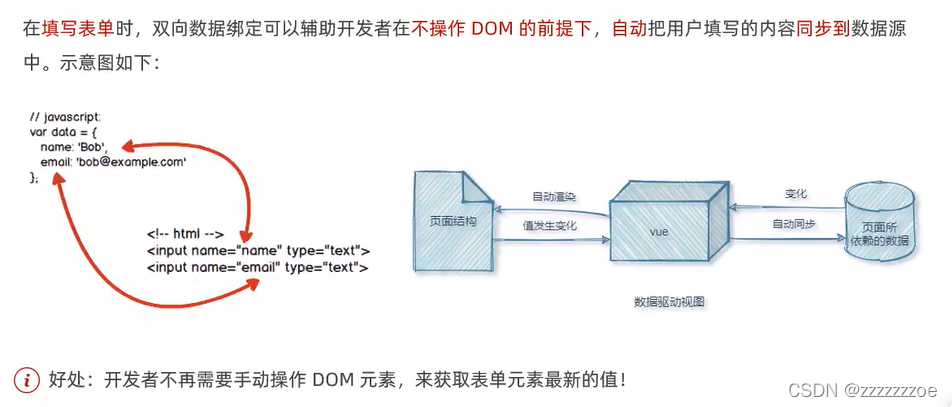 在填写表单时，双向数据绑定可以辅助开发者在不操作 DOM 的前提下，自动把用户填写的内容同步到数据源
中。示意图如下：
// javascript:
var data = {
name: 'Bob',
email: 'bob@example.com'
};
<!-- html -->
<input name="name" type="text">
<input name="email" type="text">
页面结构
自动渲染
值发生变化
vue
变化
自动同步
页面所
依赖的数据
数据驱动视图
i 好处：开发者不再需要手动操作 DOM 元素，来获取表单元素最新的值！
CSDN @zzzzzzzoe